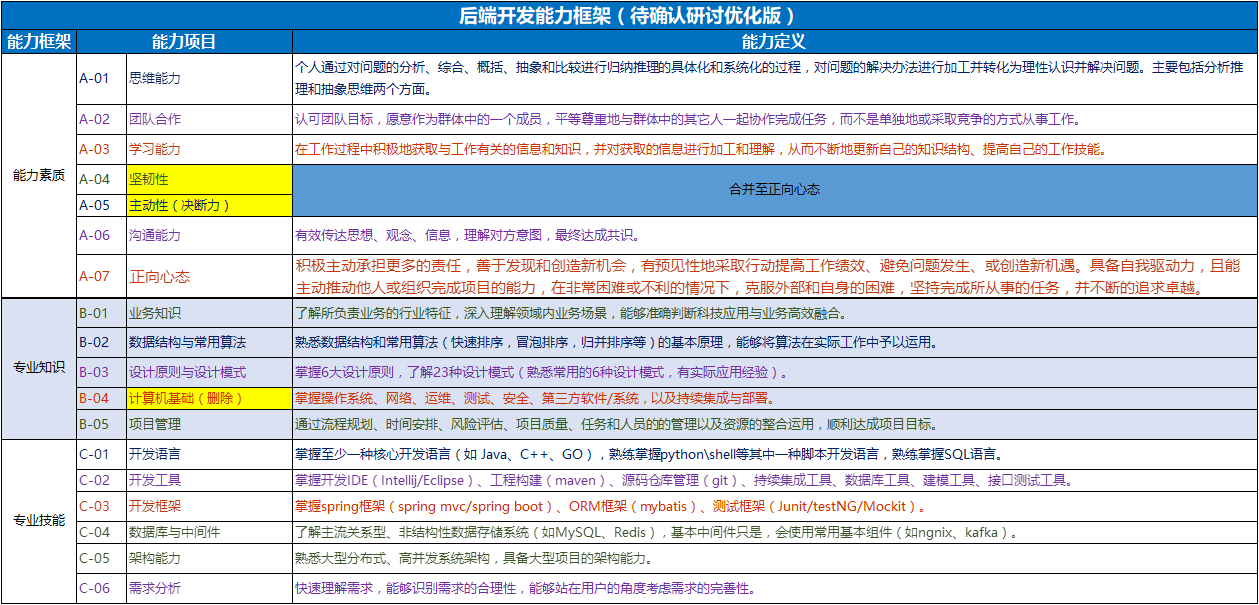 后端开发能力框架（待确认研讨优化版）
能力框架 能力项目 能力定义
能力素质
A-01 思维能力 个人通过对问题的分析、综合、概括、抽象和比较进行归纳推理的具体化和系统化的过程，对问题的解决办法进行加工并转化为理性认识并解决问题。主要包括分析推
理和抽象思维两个方面。
A-02 团队合作 认可团队目标，愿意作为群体中的一个成员，平等尊重地与群体中的其它人一起协作完成任务，而不是单独地或采取竞争的方式从事工作。
A-03 学习能力 在工作过程中积极地获取与工作有关的信息和知识，并对获取的信息进行加工和理解，从而不断地更新自己的知识结构、提高自己的工作技能。
A-04 坚韧性 合并至正向心态
A-05 主动性（决断力）
A-06 沟通能力 有效传达思想、观念、信息，理解对方意图，最终达成共识。
A-07 正向心态 积极主动承担更多的责任，善于发现和创造新机会，有预见性地采取行动提高工作绩效、避免问题发生、或创造新机遇。具备自我驱动力，且能
主动推动他人或组织完成项目的能力，在非常困难或不利的情况下，克服外部和自身的困难，坚持完成所从事的任务，并不断的追求卓越。
专业知识
B-01 业务知识 了解所负责业务的行业特征，深入理解领域内业务场景，能够准确判断科技应用与业务高效融合。
B-02 数据结构与常用算法 熟悉数据结构和常用算法（快速排序，冒泡排序，归并排序等）的基本原理，能够将算法在实际工作中予以运用。
B-03 设计原则与设计模式 掌握6大设计原则，了解23种设计模式（熟悉常用的6种设计模式，有实际应用经验）。
B-04 计算机基础（删除） 掌握操作系统、网络、运维、测试、安全、第三方软件/系统，以及持续集成与部署。
B-05 项目管理 通过流程规划、时间安排、风险评估、项目质量、任务和人员的的管理以及资源的整合运用，顺利达成项目目标。
专业技能
C-01 开发语言 掌握至少一种核心开发语言（如 Java、C++、GO），熟练掌握python\shell等其中一种脚本开发语言，熟练掌握SQL语言。
C-02 开发工具 掌握开发IDE（Intellij/Eclipse）、工程构建（maven）、源码仓库管理（git）、持续集成工具、数据库工具、建模工具、接口测试工具。
C-03 开发框架 掌握spring框架（spring mvc/spring boot）、ORM框架（mybatis）、测试框架（Junit/testNG/Mockit）。
C-04 数据库与中间件 了解主流关系型、非结构性数据存储系统（如MySQL、Redis），基本中间件只是，会使用常用基本组件（如ngnix、kafka）。
C-05 架构能力 熟悉大型分布式、高并发系统架构，具备大型项目的架构能力。
C-06 需求分析 快速理解需求，能够识别需求的合理性，能够站在用户的角度考虑需求的完善性。